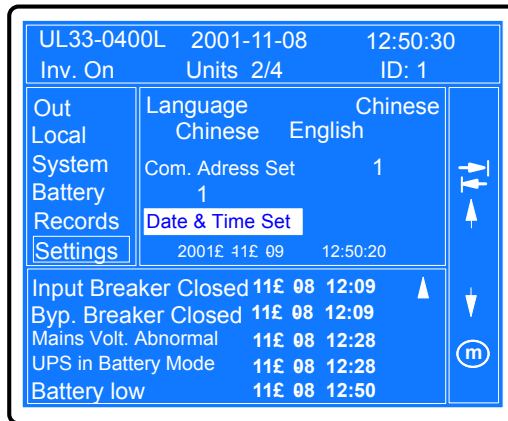 UL33-0400L 2001-11-08 12:50:30
Inv. On Units 2/4 ID: 1
Out
Local
System
Battery
Records
Settings
Language Chinese
Chinese English
Com. Adress Set 1
1
Date & Time Set
2001£ 11£ 09 12:50:20
Input Breaker Closed 11£ 08 12:09
Byp. Breaker Closed 11£ 08 12:09
Mains Volt. Abnormal 11£ 08 12:28
UPS in Battery Mode 11£ 08 12:28
Battery low 11£ 08 12:50
m